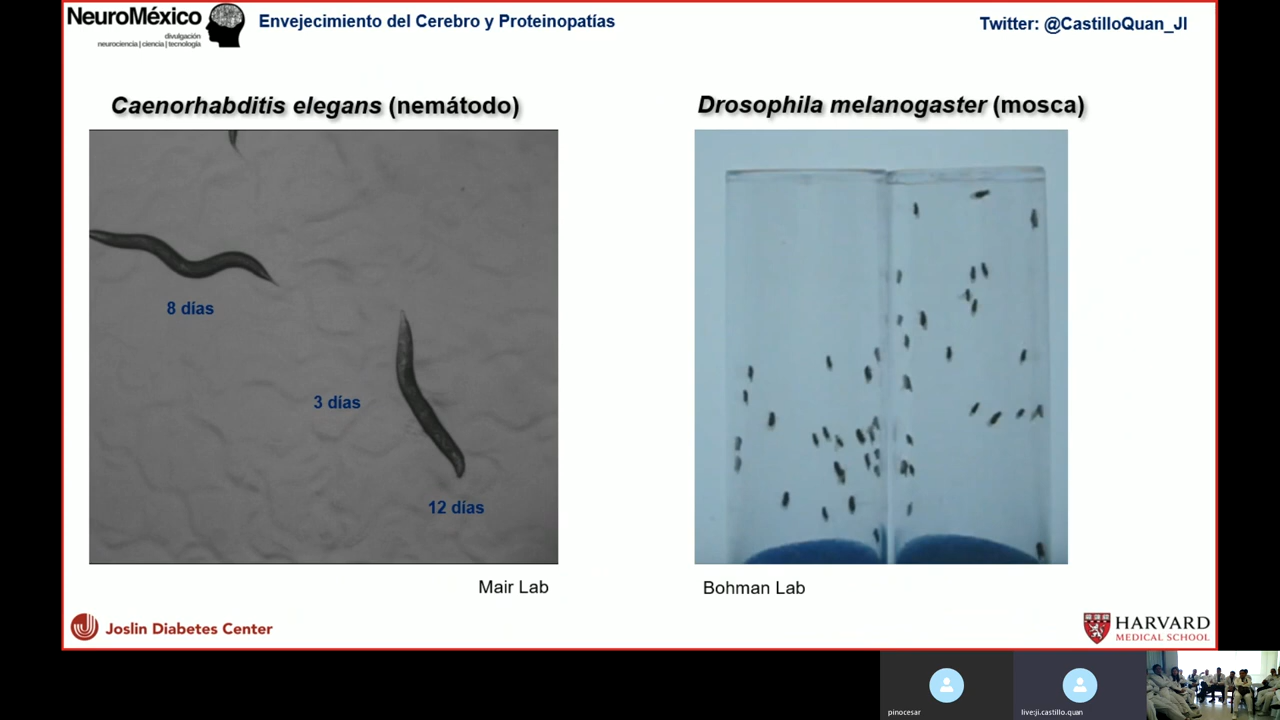 NeuroMéxico
divulgación
neurociencia | ciencia | tecnología
Envejecimiento del Cerebro y Proteinopatías
Twitter: @CastilloQuan_JI
Caenorhabditis elegans (nemátodo)
Drosophila melanogaster (mosca)
8 días
3 días
12 días
Mair Lab
Bohman Lab
Joslin Diabetes Center
HARVARD
MEDICAL SCHOOL
pinocesar
live:ji.castillo.quan